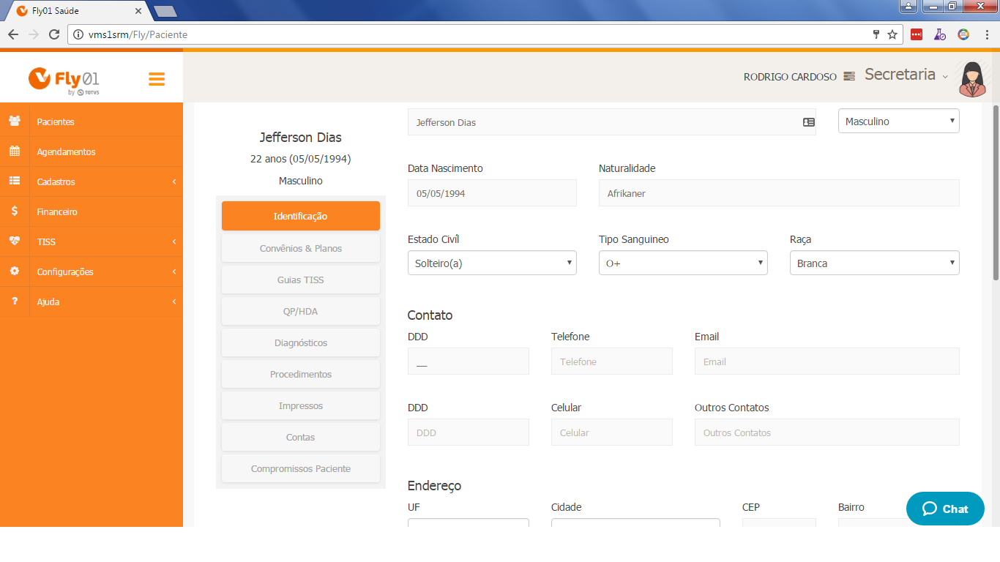 Fly01 Saúde
vms1srm/Fly/Paciente
Fly01
by TOTVS
RODRIGO CARDOSO
Secretaria
Pacientes
Agendamentos
Cadastros
Financeiro
TISS
Configurações
Ajuda
Jefferson Dias
22 anos (05/05/1994)
Masculino
Identificação
Convênios & Planos
Guias TISS
QP/HDA
Diagnósticos
Procedimentos
Impressos
Contas
Compromissos Paciente
Jefferson Dias
Masculino
Data Nascimento
Naturalidade
05/05/1994
Afrikaner
Estado Civíl
Tipo Sanguineo
Raça
Solteiro(a)
O+
Branca
Contato
DDD
Telefone
Email
__
Telefone
Email
DDD
Celular
Outros Contatos
DDD
Celular
Outros Contatos
Endereço
UF
Cidade
CEP
Bairro
Chat